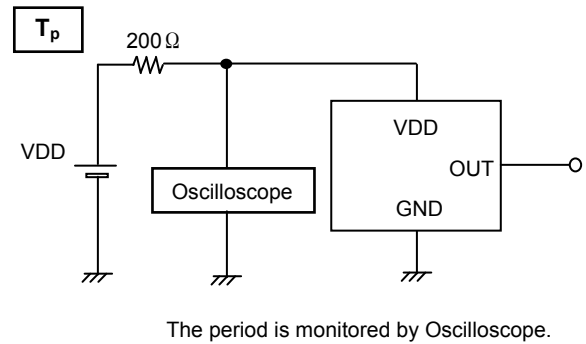 Tp
200Ω
VDD
VDD
OUT
Oscilloscope
GND
The period is monitored by Oscilloscope.